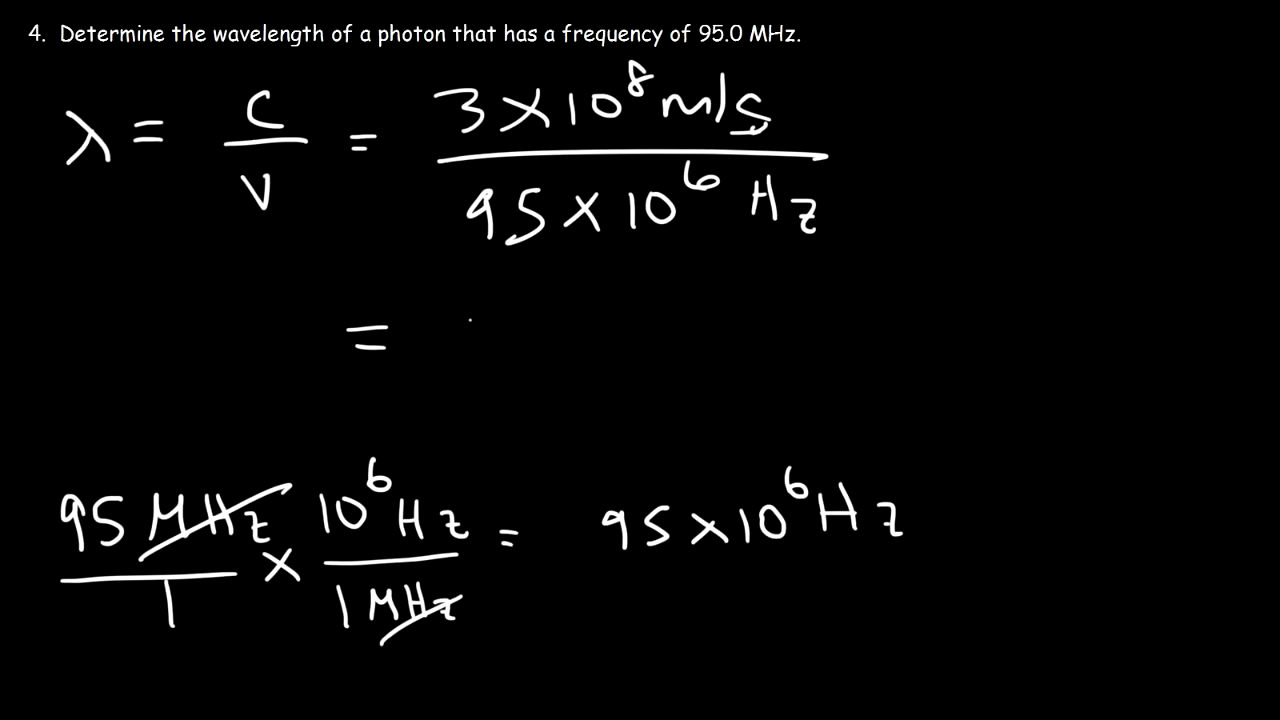 4. Determine the wavelength of a photon that has a frequency of 95.0 MHz.
λ = c/ν = 3×10⁸ m/s / 95×10⁶ Hz
=
95 MHz/1 × 10⁶ Hz/1 MHz = 95×10⁶ Hz